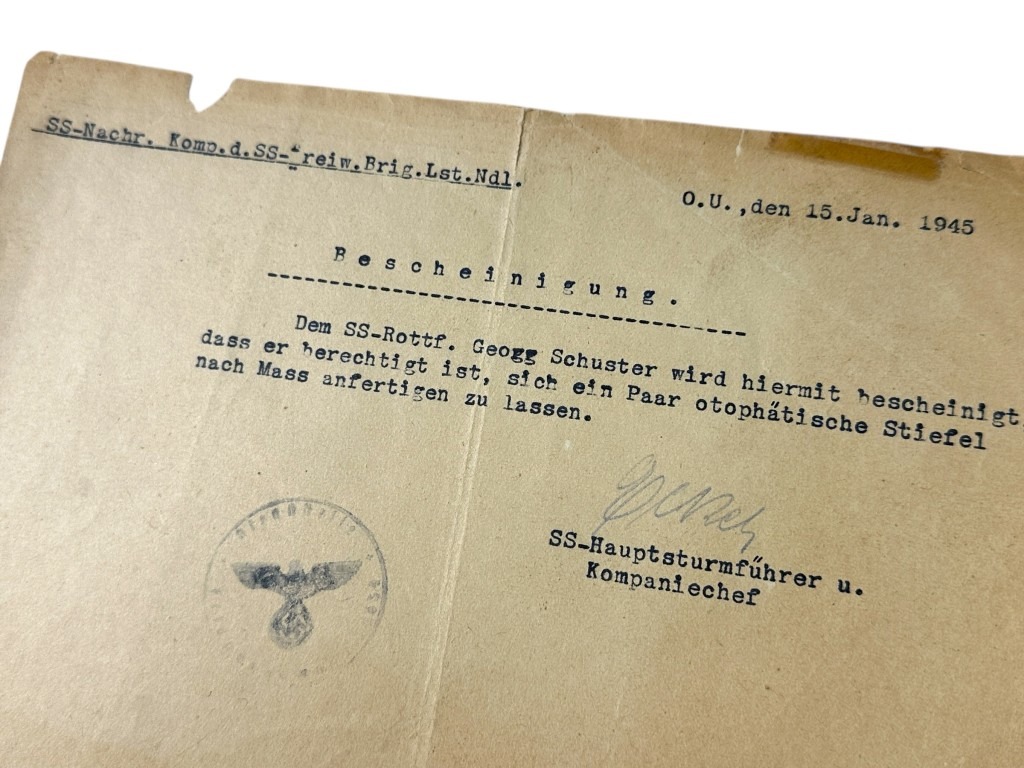 SS-Nachr. Komp.d.SS-Freiw.Brig.Lst.Ndl.
O.U.,den 15.Jan. 1945
Bescheinigung.
Dem SS-Rottf. Geogg Schuster wird hiermit bescheinigt,
dass er berechtigt ist, sich ein Paar otophätische Stiefel
nach Mass anfertigen zu lassen.
SS-Hauptsturmführer u.
Kompaniechef